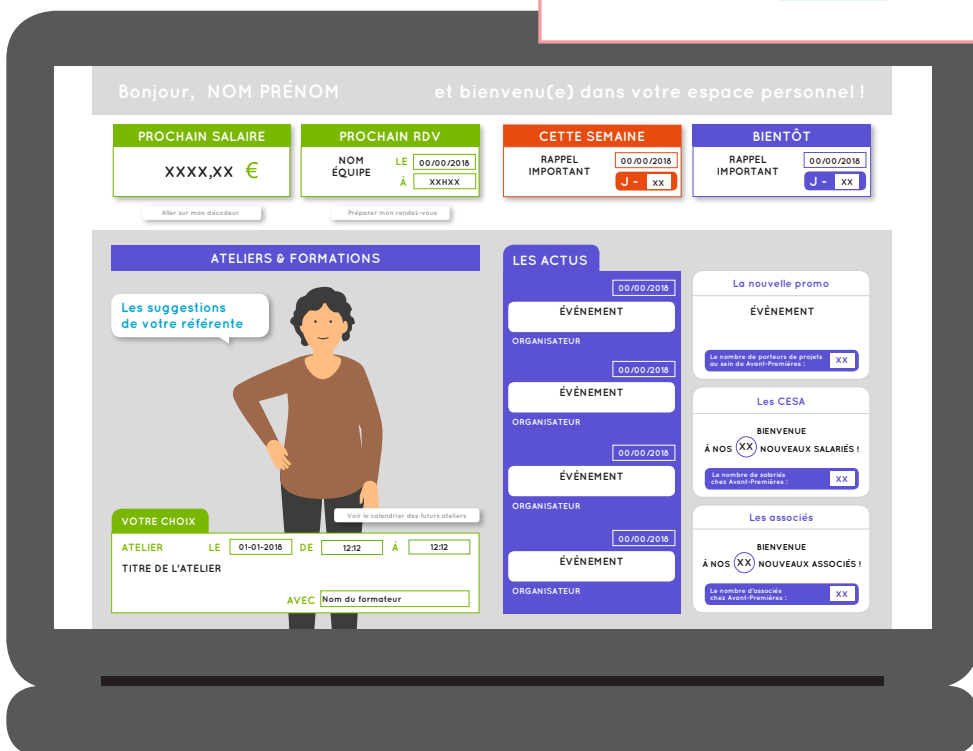 Bonjour, NOM PRÉNOM et bienvenu(e) dans votre espace personnel !
PROCHAIN SALAIRE
XXXX,XX €
Aller sur mon décodeur
PROCHAIN RDV
NOM
ÉQUIPE
LE 00/00/2018
À XXHXX
Préparer mon rendez-vous
CETTE SEMAINE
RAPPEL
IMPORTANT
00/00/2018
J - XX
BIENTÔT
RAPPEL
IMPORTANT
00/00/2018
J - XX
ATELIERS & FORMATIONS
Les suggestions
de votre référente
Voir le calendrier des futurs ateliers
VOTRE CHOIX
ATELIER LE 01-01-2018 DE 12:12 À 12:12
TITRE DE L'ATELIER
AVEC Nom du formateur
LES ACTUS
00/00/2018
ÉVÈNEMENT
ORGANISATEUR
00/00/2018
ÉVÈNEMENT
ORGANISATEUR
00/00/2018
ÉVÈNEMENT
ORGANISATEUR
00/00/2018
ÉVÈNEMENT
ORGANISATEUR
La nouvelle promo
ÉVÈNEMENT
Le nombre de porteurs de projets
au sein de Avant-Premières : XX
Les CESA
BIENVENUE
À NOS XX NOUVEAUX SALARIÉS !
Le nombre de salariés
chez Avant-Premières : XX
Les associés
BIENVENUE
À NOS XX NOUVEAUX ASSOCIÉS !
Le nombre d'associés
chez Avant-Premières : XX